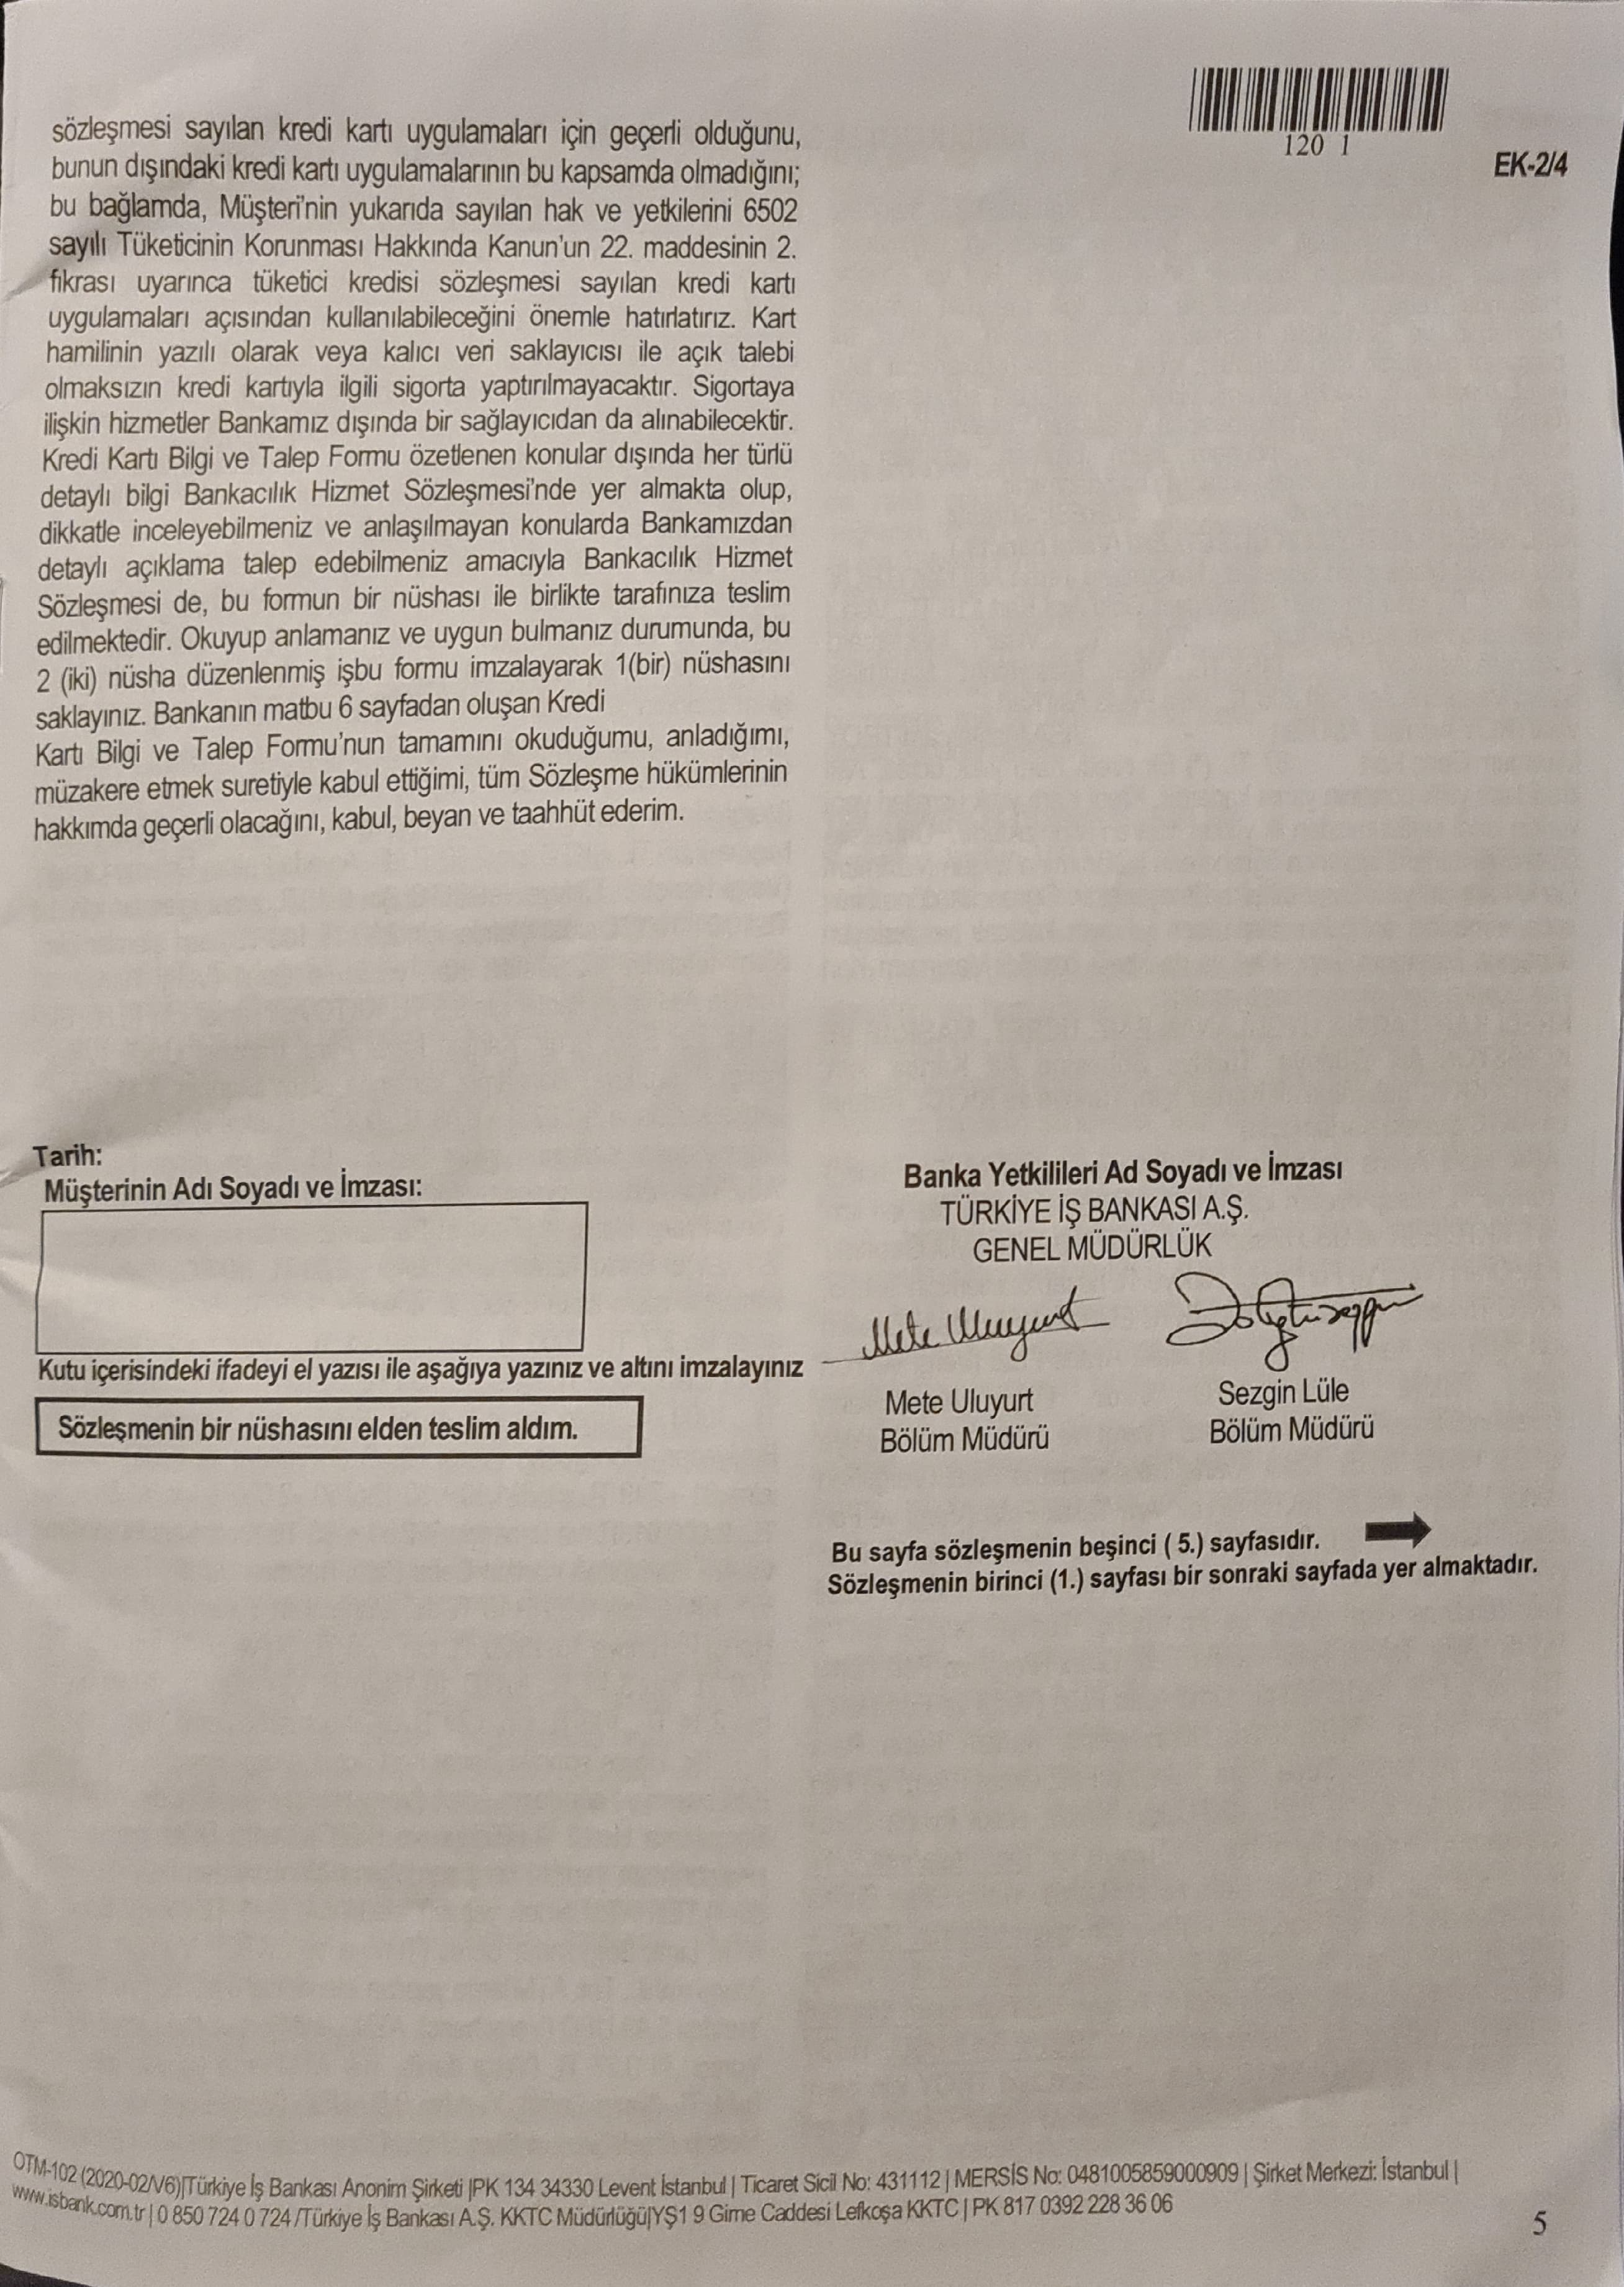 120 1
EK-2/4
sözleşmesi sayılan kredi kartı uygulamaları için geçerli olduğunu,
bunun dışındaki kredi kartı uygulamalarının bu kapsamda olmadığını;
bu bağlamda, Müşteri'nin yukarıda sayılan hak ve yetkilerini 6502
sayılı Tüketicinin Korunması Hakkında Kanun'un 22. maddesinin 2.
fıkrası uyarınca tüketici kredisi sözleşmesi sayılan kredi kartı
uygulamaları açısından kullanılabileceğini önemle hatırlatırız. Kart
hamilinin yazılı olarak veya kalıcı veri saklayıcısı ile açık talebi
olmaksızın kredi kartıyla ilgili sigorta yaptırılmayacaktır. Sigortaya
ilişkin hizmetler Bankamız dışında bir sağlayıcıdan da alınabilecektir.
Kredi Kartı Bilgi ve Talep Formu özetlenen konular dışında her türlü
detaylı bilgi Bankacılık Hizmet Sözleşmesi'nde yer almakta olup,
dikkatle inceleyebilmeniz ve anlaşılmayan konularda Bankamızdan
detaylı açıklama talep edebilmeniz amacıyla Bankacılık Hizmet
Sözleşmesi de, bu formun bir nüshası ile birlikte tarafınıza teslim
edilmektedir. Okuyup anlamanız ve uygun bulmanız durumunda, bu
2 (iki) nüsha düzenlenmiş işbu formu imzalayarak 1(bir) nüshasını
saklayınız. Bankanın matbu 6 sayfadan oluşan Kredi
Kartı Bilgi ve Talep Formu'nun tamamını okuduğumu, anladığımı,
müzakere etmek suretiyle kabul ettiğimi, tüm Sözleşme hükümlerinin
hakkımda geçerli olacağını, kabul, beyan ve taahhüt ederim.
Tarih:
Müşterinin Adı Soyadı ve İmzası:
Kutu içerisindeki ifadeyi el yazısı ile aşağıya yazınız ve altını imzalayınız
Sözleşmenin bir nüshasını elden teslim aldım.
Banka Yetkilileri Ad Soyadı ve İmzası
TÜRKİYE İŞ BANKASI A.Ş.
GENEL MÜDÜRLÜK
Mete Uluyurt
Mete Uluyurt
Bölüm Müdürü
Sezgin Lüle
Bölüm Müdürü
Bu sayfa sözleşmenin beşinci ( 5.) sayfasıdır.
Sözleşmenin birinci (1.) sayfası bir sonraki sayfada yer almaktadır.
OTM-102 (2020-02/V6)|Türkiye İş Bankası Anonim Şirketi |PK 134 34330 Levent İstanbul | Ticaret Sicil No: 431112 | MERSİS No: 0481005859000909 | Şirket Merkezi: İstanbul |
www.isbank.com.tr | 0 850 724 0 724 /Türkiye İş Bankası A.Ş. KKTC Müdürlüğü|YŞ1 9 Girne Caddesi Lefkoşa KKTC | PK 817 0392 228 36 06
5